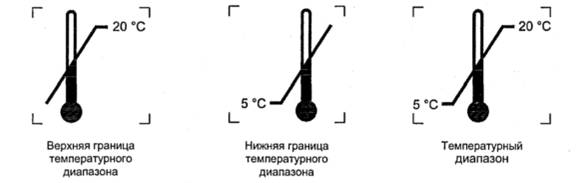 20 °C
Верхняя граница
температурного
диапазона
5 °C
Нижняя граница
температурного
диапазона
20 °C
5 °C
Температурный
диапазон